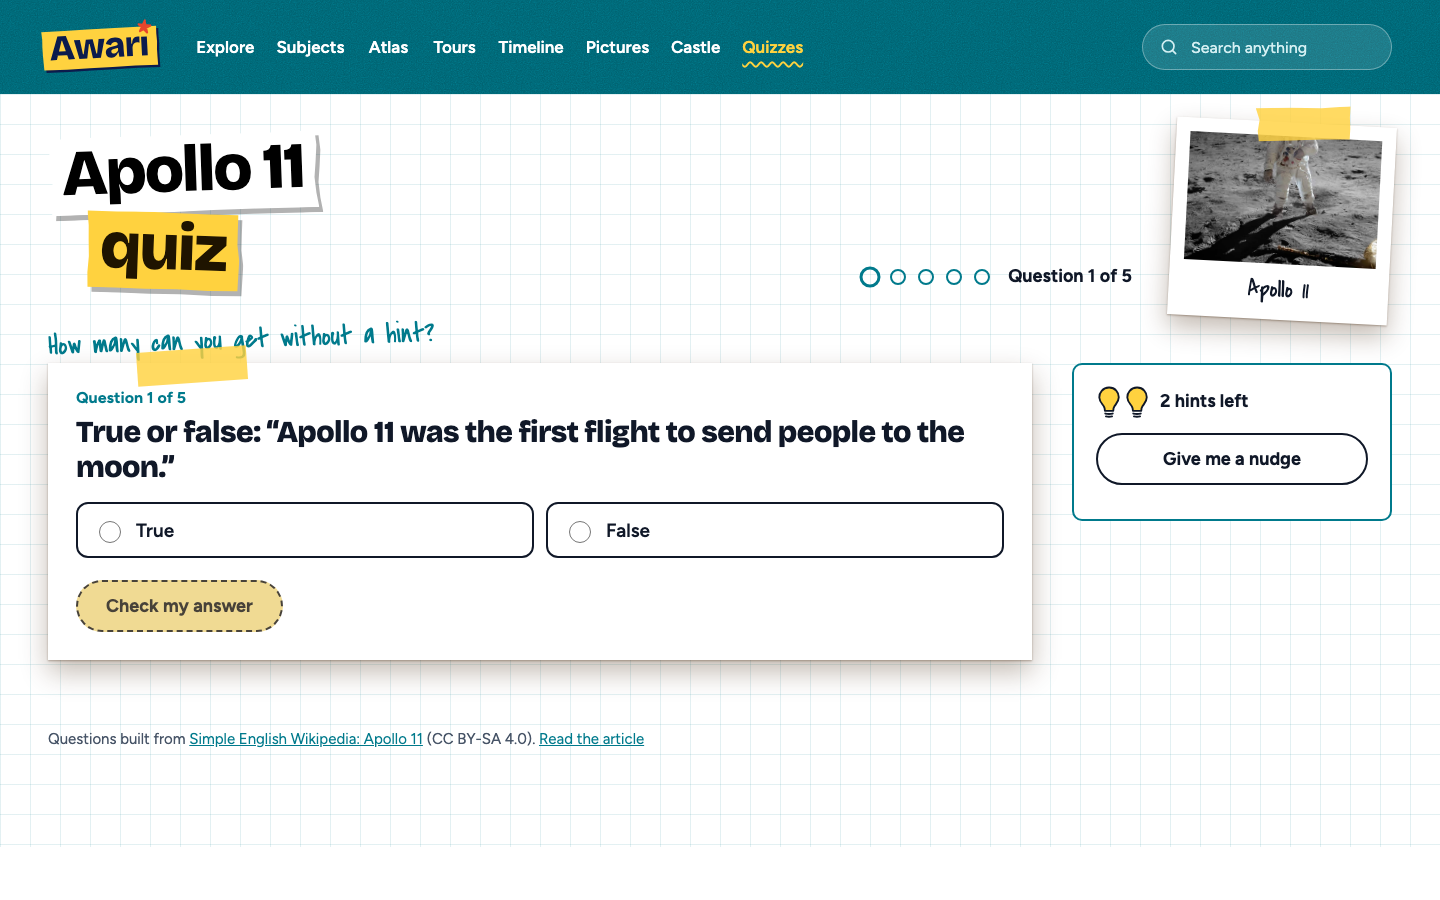 Awari
Explore Subjects Atlas Tours Timeline Pictures Castle Quizzes
Search anything
Apollo 11
quiz
Question 1 of 5
Apollo 11
How many can you get without a hint?
Question 1 of 5
True or false: “Apollo 11 was the first flight to send people to the
moon.”
True
False
Check my answer
2 hints left
Give me a nudge
Questions built from Simple English Wikipedia: Apollo 11 (CC BY-SA 4.0). Read the article